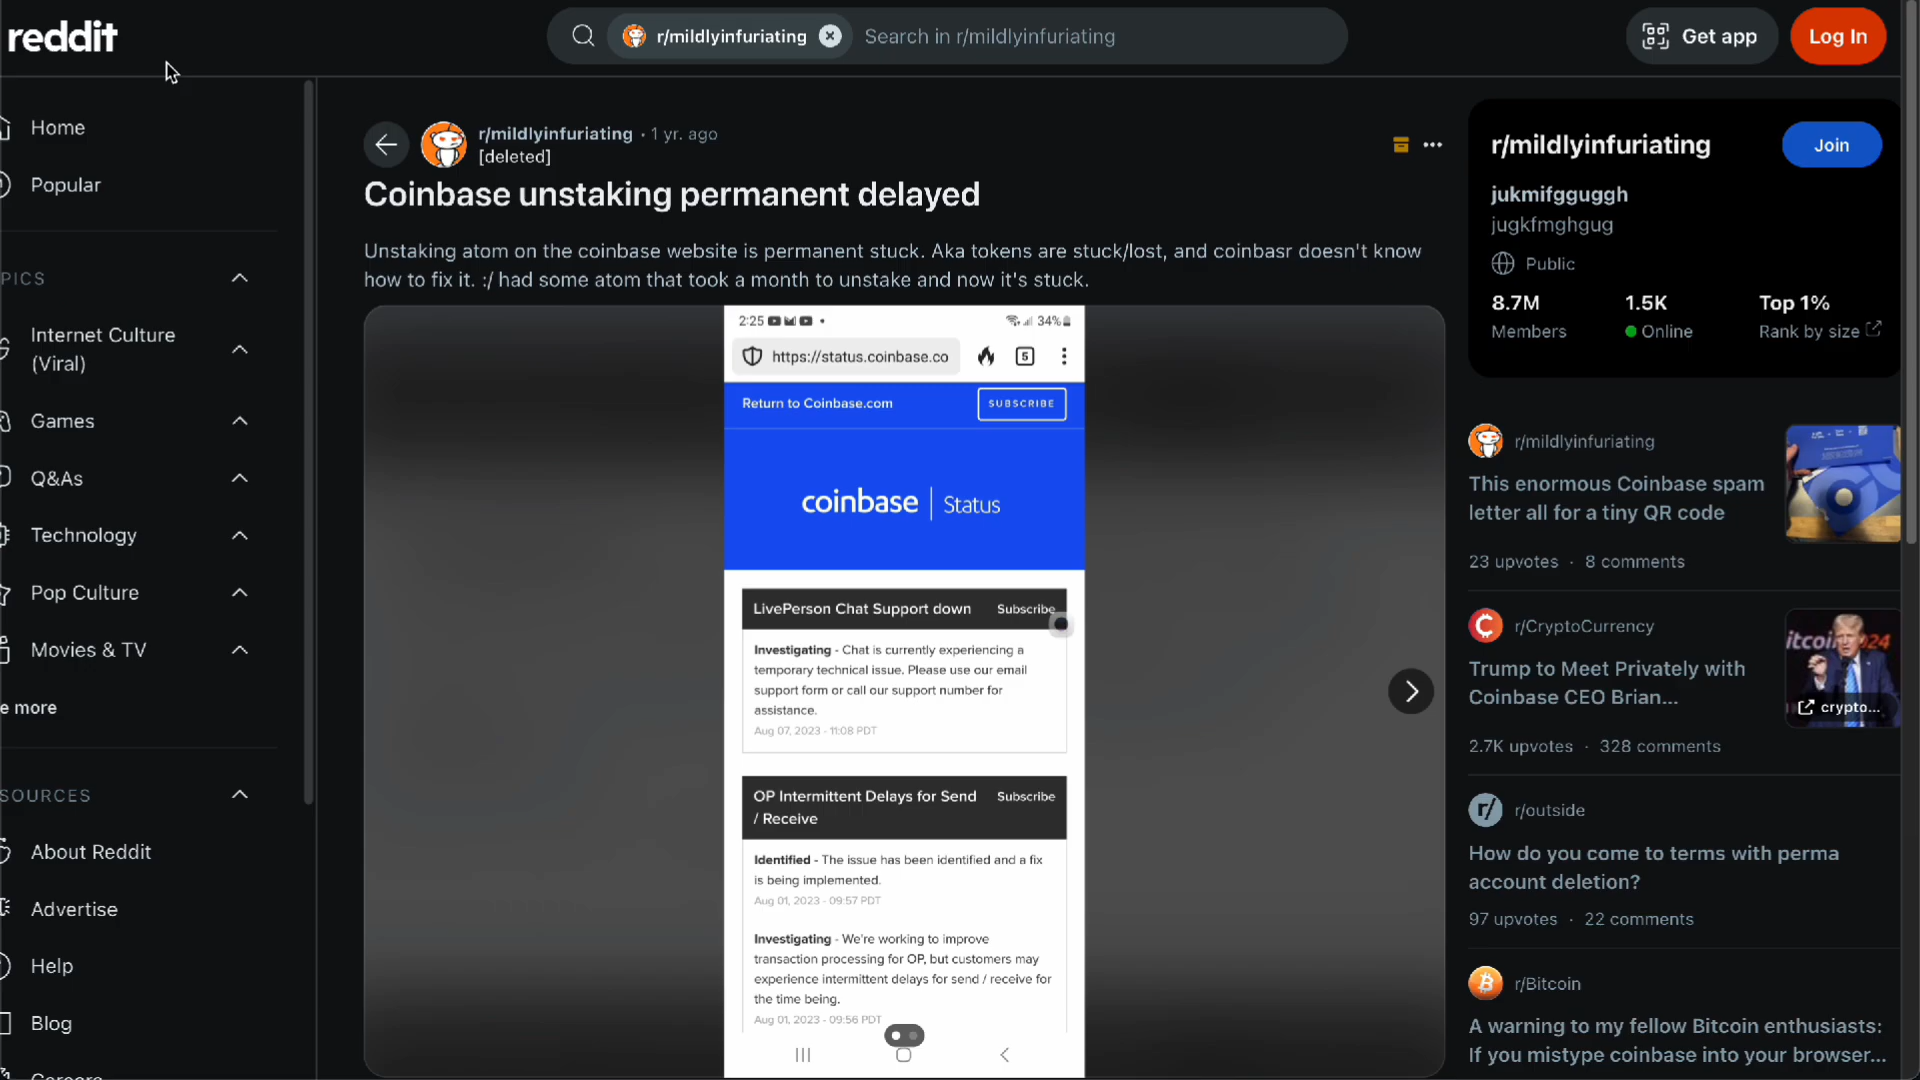 reddit
r/mildlyinfuriating
Search in r/mildlyinfuriating
Get app
Log In
Home
Popular
PICS
Internet Culture
(Viral)
Games
Q&As
Technology
Pop Culture
Movies & TV
e more
SOURCES
About Reddit
Advertise
Help
Blog
Careers
r/mildlyinfuriating · 1 yr. ago
[deleted]
Coinbase unstaking permanent delayed
Unstaking atom on the coinbase website is permanent stuck. Aka tokens are stuck/lost, and coinbasr doesn't know
how to fix it. :/ had some atom that took a month to unstake and now it's stuck.
2:25
34%
https://status.coinbase.co
5
Return to Coinbase.com
SUBSCRIBE
coinbase | Status
LivePerson Chat Support down
Subscribe
Investigating - Chat is currently experiencing a
temporary technical issue. Please use our email
support form or call our support number for
assistance.
Aug 07, 2023 - 11:08 PDT
OP Intermittent Delays for Send
/ Receive
Subscribe
Identified - The issue has been identified and a fix
is being implemented.
Aug 01, 2023 - 09:57 PDT
Investigating - We're working to improve
transaction processing for OP, but customers may
experience intermittent delays for send / receive for
the time being.
Aug 01, 2023 - 09:56 PDT
r/mildlyinfuriating
Join
jukmifgguggh
jugkfmghgug
Public
8.7M
Members
1.5K
Online
Top 1%
Rank by size
r/mildlyinfuriating
This enormous Coinbase spam
letter all for a tiny QR code
23 upvotes · 8 comments
r/CryptoCurrency
Trump to Meet Privately with
Coinbase CEO Brian...
itcoin 2024
crypto...
2.7K upvotes · 328 comments
r/
r/outside
How do you come to terms with perma
account deletion?
97 upvotes · 22 comments
r/Bitcoin
A warning to my fellow Bitcoin enthusiasts:
If you mistype coinbase into your browser...